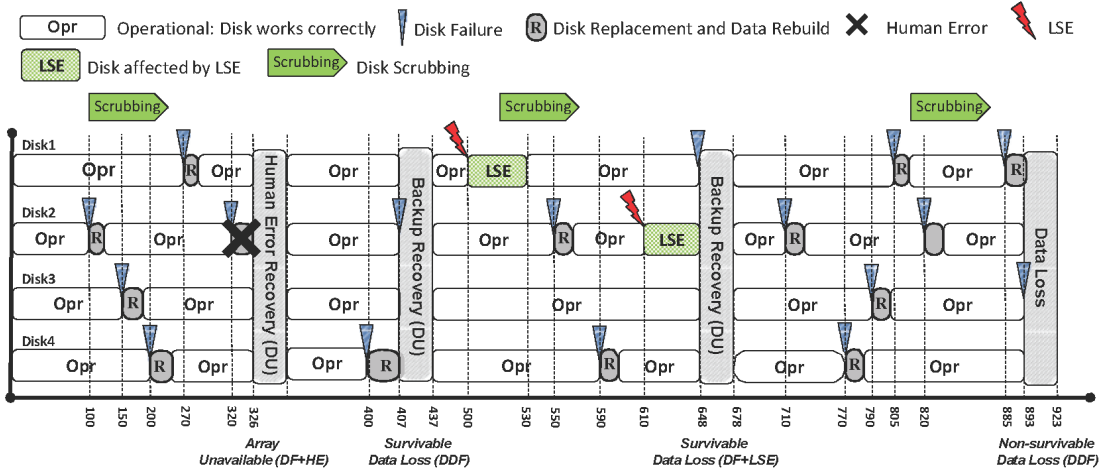 Opr Operational: Disk works correctly Disk Failure R Disk Replacement and Data Rebuild Human Error LSE
LSE Disk affected by LSE Scrubbing Disk Scrubbing
Scrubbing Scrubbing Scrubbing
Disk1
Opr R Opr Opr Opr LSE Opr Opr R Opr R
Disk2
Opr R Opr Opr Opr R Opr LSE Opr R Opr Opr
Disk3
Opr R Opr Opr Opr Opr R Opr
Disk4
Opr R Opr Opr R Opr R Opr Opr R Opr
Human Error Recovery (DU)
Backup Recovery (DU)
Backup Recovery (DU)
Data Loss
100 150 200 270 320 326 400 407 437 500 530 550 590 610 648 678 710 770 790 805 820 885 893 923
Array
Unavailable (DF+HE)
Survivable
Data Loss (DDF)
Survivable
Data Loss (DF+LSE)
Non-survivable
Data Loss (DDF)